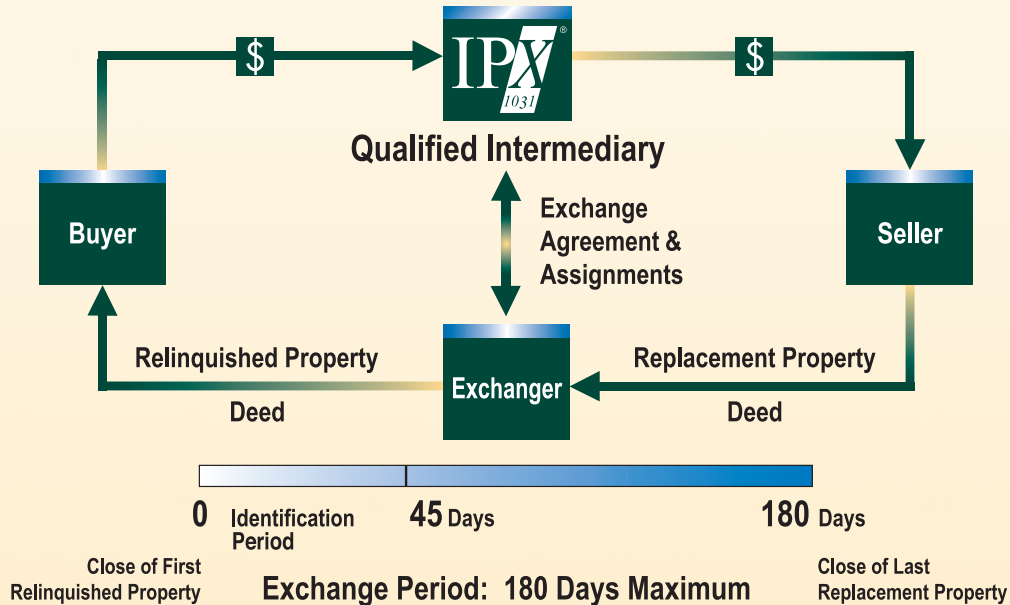 $
IPX®
1031
$
Qualified Intermediary
Buyer
Exchange
Agreement &
Assignments
Seller
Relinquished Property
Deed
Exchanger
Replacement Property
Deed
0 Identification
Period
45 Days
180 Days
Close of First
Relinquished Property
Exchange Period: 180 Days Maximum
Close of Last
Replacement Property